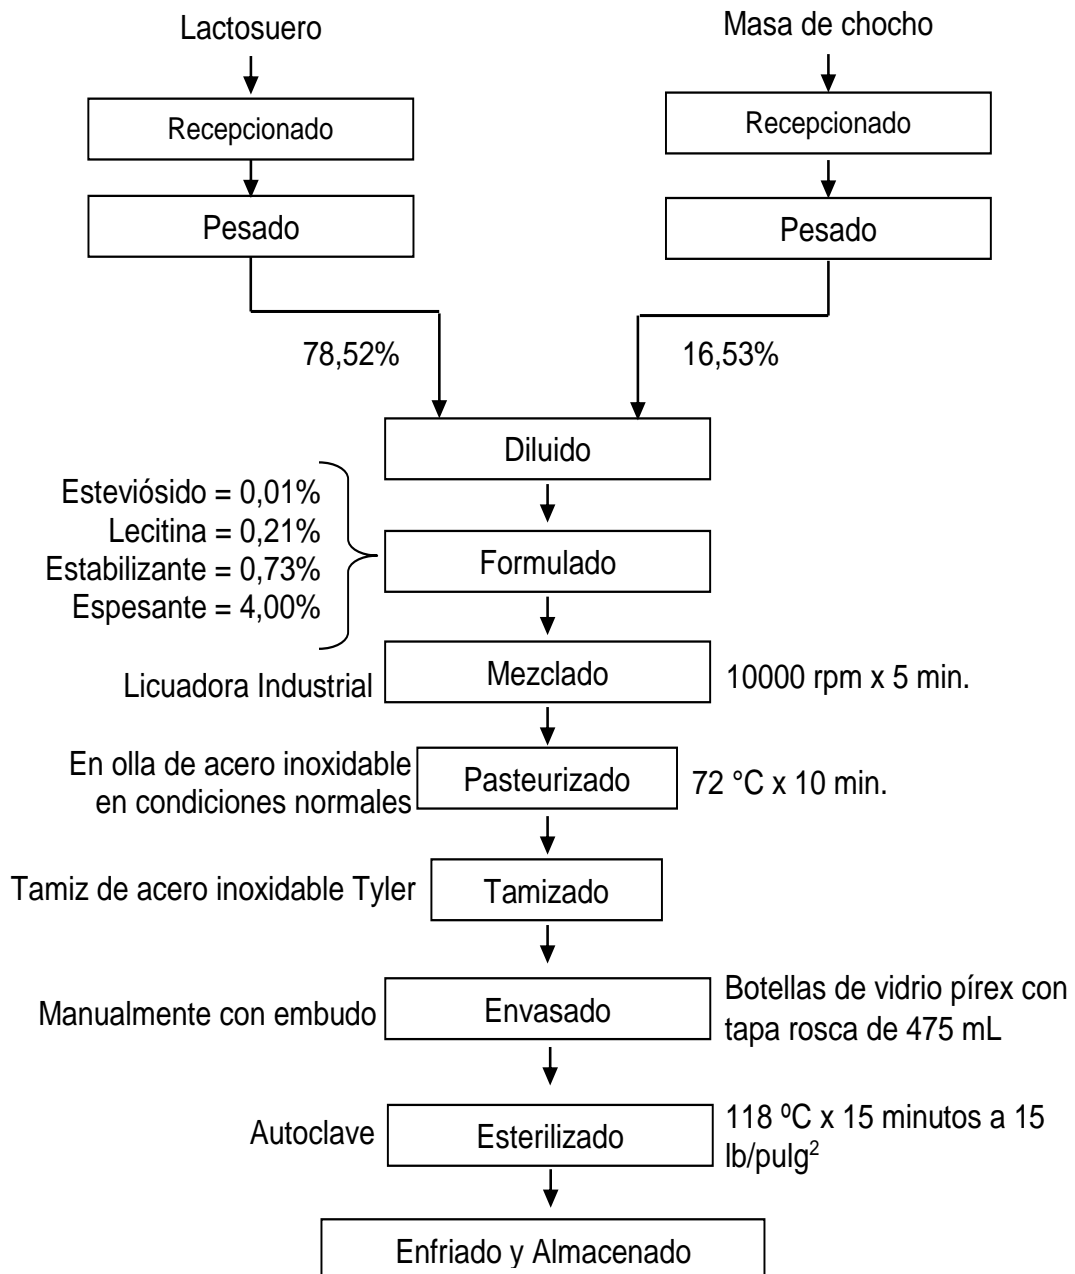 Lactosuero
Masa de chocho
Recepcionado
Recepcionado
Pesado
Pesado
78,52%
16,53%
Diluido
Esteviósido = 0,01%
Lecitina = 0,21%
Estabilizante = 0,73%
Espesante = 4,00%
Formulado
Licuadora Industrial
Mezclado
10000 rpm x 5 min.
En olla de acero inoxidable
en condiciones normales
Pasteurizado
72 °C x 10 min.
Tamiz de acero inoxidable Tyler
Tamizado
Manualmente con embudo
Envasado
Botellas de vidrio pírex con
tapa rosca de 475 mL
Autoclave
Esterilizado
118 ºC x 15 minutos a 15
lb/pulg²
Enfriado y Almacenado